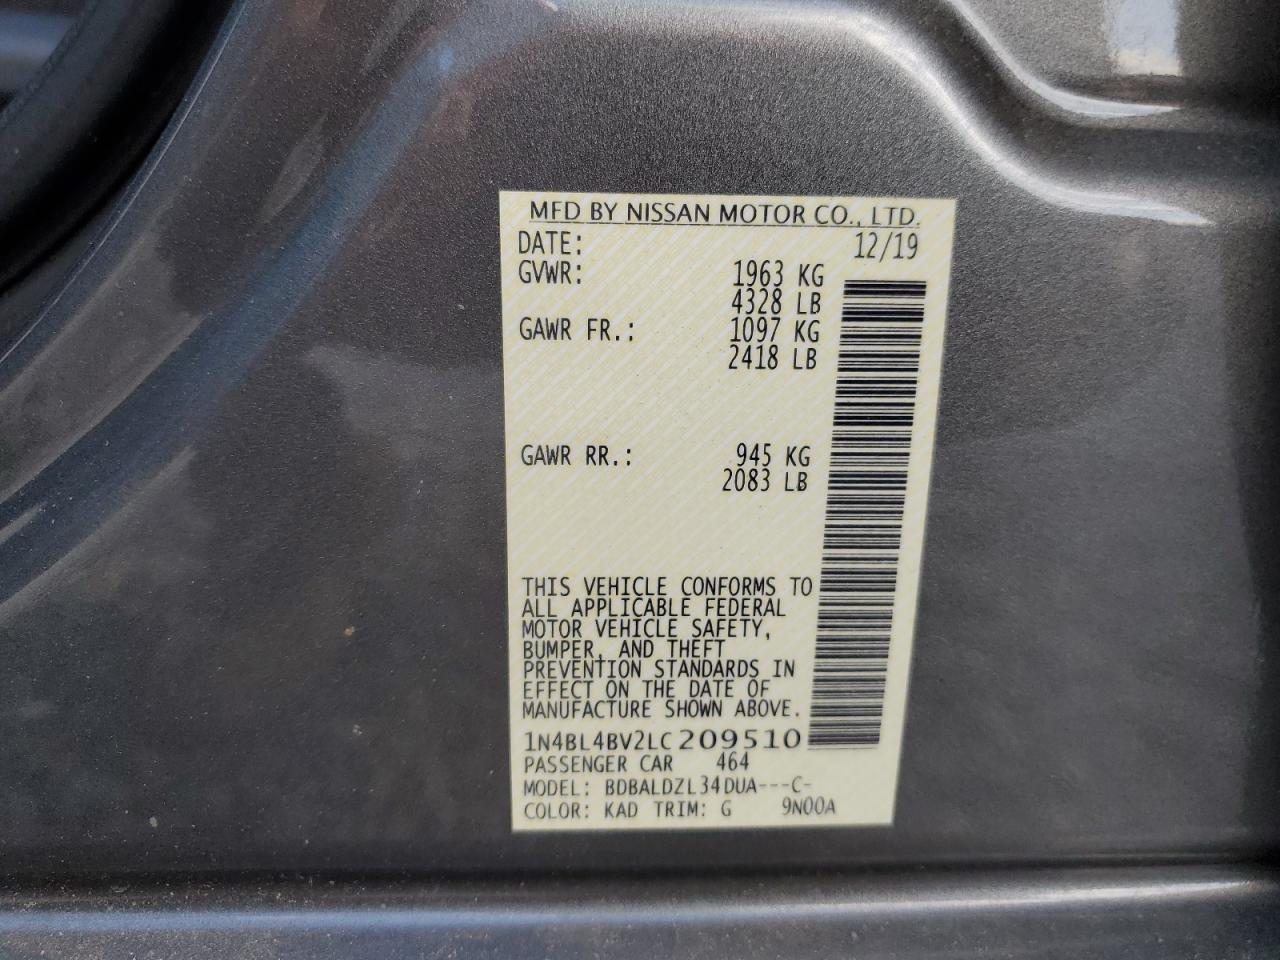 MFD BY NISSAN MOTOR CO., LTD.
DATE: 12/19
GVWR: 1963 KG
4328 LB
GAWR FR.: 1097 KG
2418 LB
GAWR RR.: 945 KG
2083 LB
THIS VEHICLE CONFORMS TO
ALL APPLICABLE FEDERAL
MOTOR VEHICLE SAFETY,
BUMPER, AND THEFT
PREVENTION STANDARDS IN
EFFECT ON THE DATE OF
MANUFACTURE SHOWN ABOVE.
1N4BL4BV2LC209510
PASSENGER CAR 464
MODEL: BDBALDZL34DUA---C-
COLOR: KAD TRIM: G 9N00A